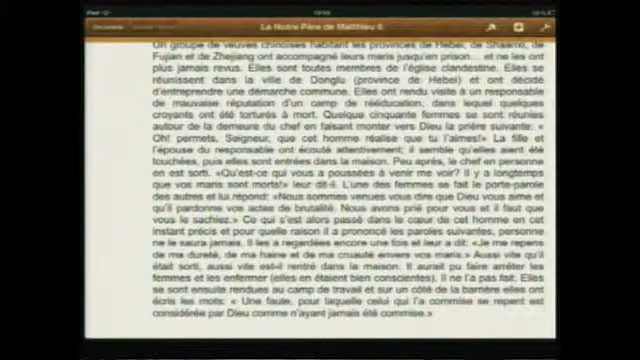 La Notre Père de Matthieu 6
Un groupe de veuves chinoises habitant les provinces de Hebei, de Shaanxi, de
Fujian et de Zhejiang ont accompagné leurs maris jusqu'en prison... et ne les ont
plus jamais revus. Elles sont toutes membres de l'église clandestine. Elles se
réunissent dans la ville de Donglu (province de Hebei) et ont décidé
d'entreprendre une démarche commune. Elles ont rendu visite à un responsable
de mauvaise réputation d'un camp de rééducation, dans lequel quelques
croyants ont été torturés à mort. Quelque cinquante femmes se sont réunies
autour de la demeure du chef en faisant monter vers Dieu la prière suivante: «
Oh! permets, Seigneur, que cet homme réalise que tu l'aimes!» La fille et
l'épouse du responsable ont écouté attentivement; il semble qu'elles aient été
touchées, puis elles sont entrées dans la maison. Peu après, le chef en personne
en est sorti. «Qu'est-ce qui vous a poussées à venir me voir? Il y a longtemps
que vos maris sont morts!» leur dit-il. L'une des femmes se fait le porte-parole
des autres et lui répond: «Nous sommes venues vous dire que Dieu vous aime et
qu'il pardonne vos actes de brutalité. Nous avons prié pour vous et il faut que
vous le sachiez.» Ce qui s'est alors passé dans le cœur de cet homme en cet
instant précis et pour quelle raison il a prononcé les paroles suivantes, personne
ne le saura jamais. Il les a regardées encore une fois et leur a dit: «Je me repens
de ma dureté, de ma haine et de ma cruauté envers vos maris.» Aussi vite qu'il
était sorti, aussi vite est-il rentré dans la maison. Il aurait pu faire arrêter les
femmes et les enfermer (elles en étaient bien conscientes). Il ne l'a pas fait. Elles
se sont ensuite rendues au camp de travail et sur un côté de la barrière elles ont
écris les mots: « Une faute, pour laquelle celui qui l'a commise se repent est
considérée par Dieu comme n'ayant jamais été commise.»